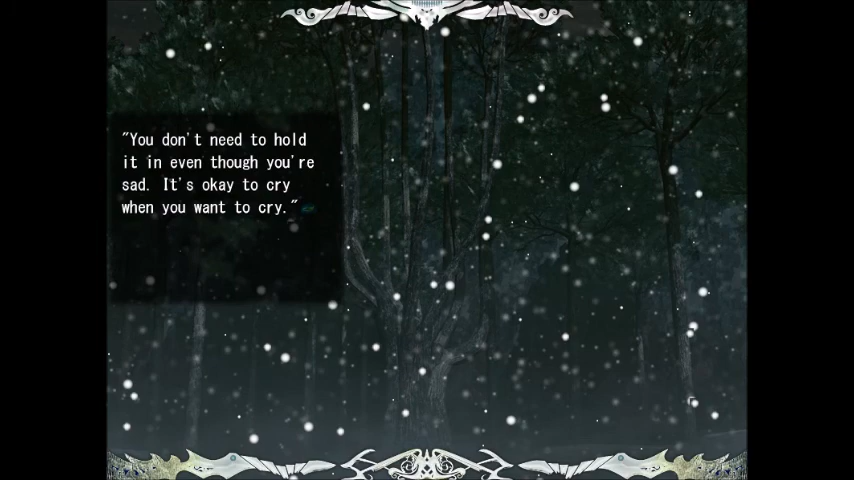 "You don't need to hold
it in even though you're
sad. It's okay to cry
when you want to cry."